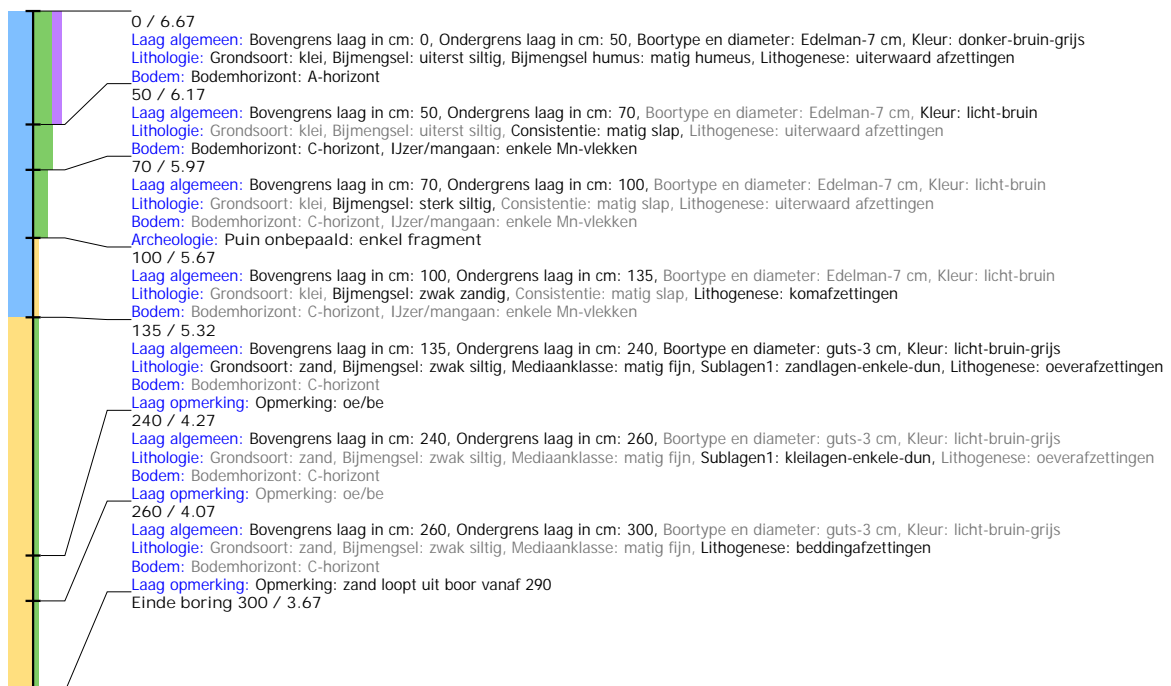 0 / 6.67
Laag algemeen: Bovengrens laag in cm: 0, Ondergrens laag in cm: 50, Boortype en diameter: Edelman-7 cm, Kleur: donker-bruin-grijs
Lithologie: Grondsoort: klei, Bijmengsel: uiterst siltig, Bijmengsel humus: matig humeus, Lithogenese: uiterwaard afzettingen
Bodem: Bodemhorizont: A-horizont
50 / 6.17
Laag algemeen: Bovengrens laag in cm: 50, Ondergrens laag in cm: 70, Boortype en diameter: Edelman-7 cm, Kleur: licht-bruin
Lithologie: Grondsoort: klei, Bijmengsel: uiterst siltig, Consistentie: matig slap, Lithogenese: uiterwaard afzettingen
Bodem: Bodemhorizont: C-horizont, IJzer/mangaan: enkele Mn-vlekken
70 / 5.97
Laag algemeen: Bovengrens laag in cm: 70, Ondergrens laag in cm: 100, Boortype en diameter: Edelman-7 cm, Kleur: licht-bruin
Lithologie: Grondsoort: klei, Bijmengsel: sterk siltig, Consistentie: matig slap, Lithogenese: uiterwaard afzettingen
Bodem: Bodemhorizont: C-horizont, IJzer/mangaan: enkele Mn-vlekken
Archeologie: Puin onbepaald: enkel fragment
100 / 5.67
Laag algemeen: Bovengrens laag in cm: 100, Ondergrens laag in cm: 135, Boortype en diameter: Edelman-7 cm, Kleur: licht-bruin
Lithologie: Grondsoort: klei, Bijmengsel: zwak zandig, Consistentie: matig slap, Lithogenese: komafzettingen
Bodem: Bodemhorizont: C-horizont, IJzer/mangaan: enkele Mn-vlekken
135 / 5.32
Laag algemeen: Bovengrens laag in cm: 135, Ondergrens laag in cm: 240, Boortype en diameter: guts-3 cm, Kleur: licht-bruin-grijs
Lithologie: Grondsoort: zand, Bijmengsel: zwak siltig, Mediaanklasse: matig fijn, Sublagen1: zandlagen-enkele-dun, Lithogenese: oeverafzettingen
Bodem: Bodemhorizont: C-horizont
Laag opmerking: Opmerking: oe/be
240 / 4.27
Laag algemeen: Bovengrens laag in cm: 240, Ondergrens laag in cm: 260, Boortype en diameter: guts-3 cm, Kleur: licht-bruin-grijs
Lithologie: Grondsoort: zand, Bijmengsel: zwak siltig, Mediaanklasse: matig fijn, Sublagen1: kleilagen-enkele-dun, Lithogenese: oeverafzettingen
Bodem: Bodemhorizont: C-horizont
Laag opmerking: Opmerking: oe/be
260 / 4.07
Laag algemeen: Bovengrens laag in cm: 260, Ondergrens laag in cm: 300, Boortype en diameter: guts-3 cm, Kleur: licht-bruin-grijs
Lithologie: Grondsoort: zand, Bijmengsel: zwak siltig, Mediaanklasse: matig fijn, Lithogenese: beddingafzettingen
Bodem: Bodemhorizont: C-horizont
Laag opmerking: Opmerking: zand loopt uit boor vanaf 290
Einde boring 300 / 3.67